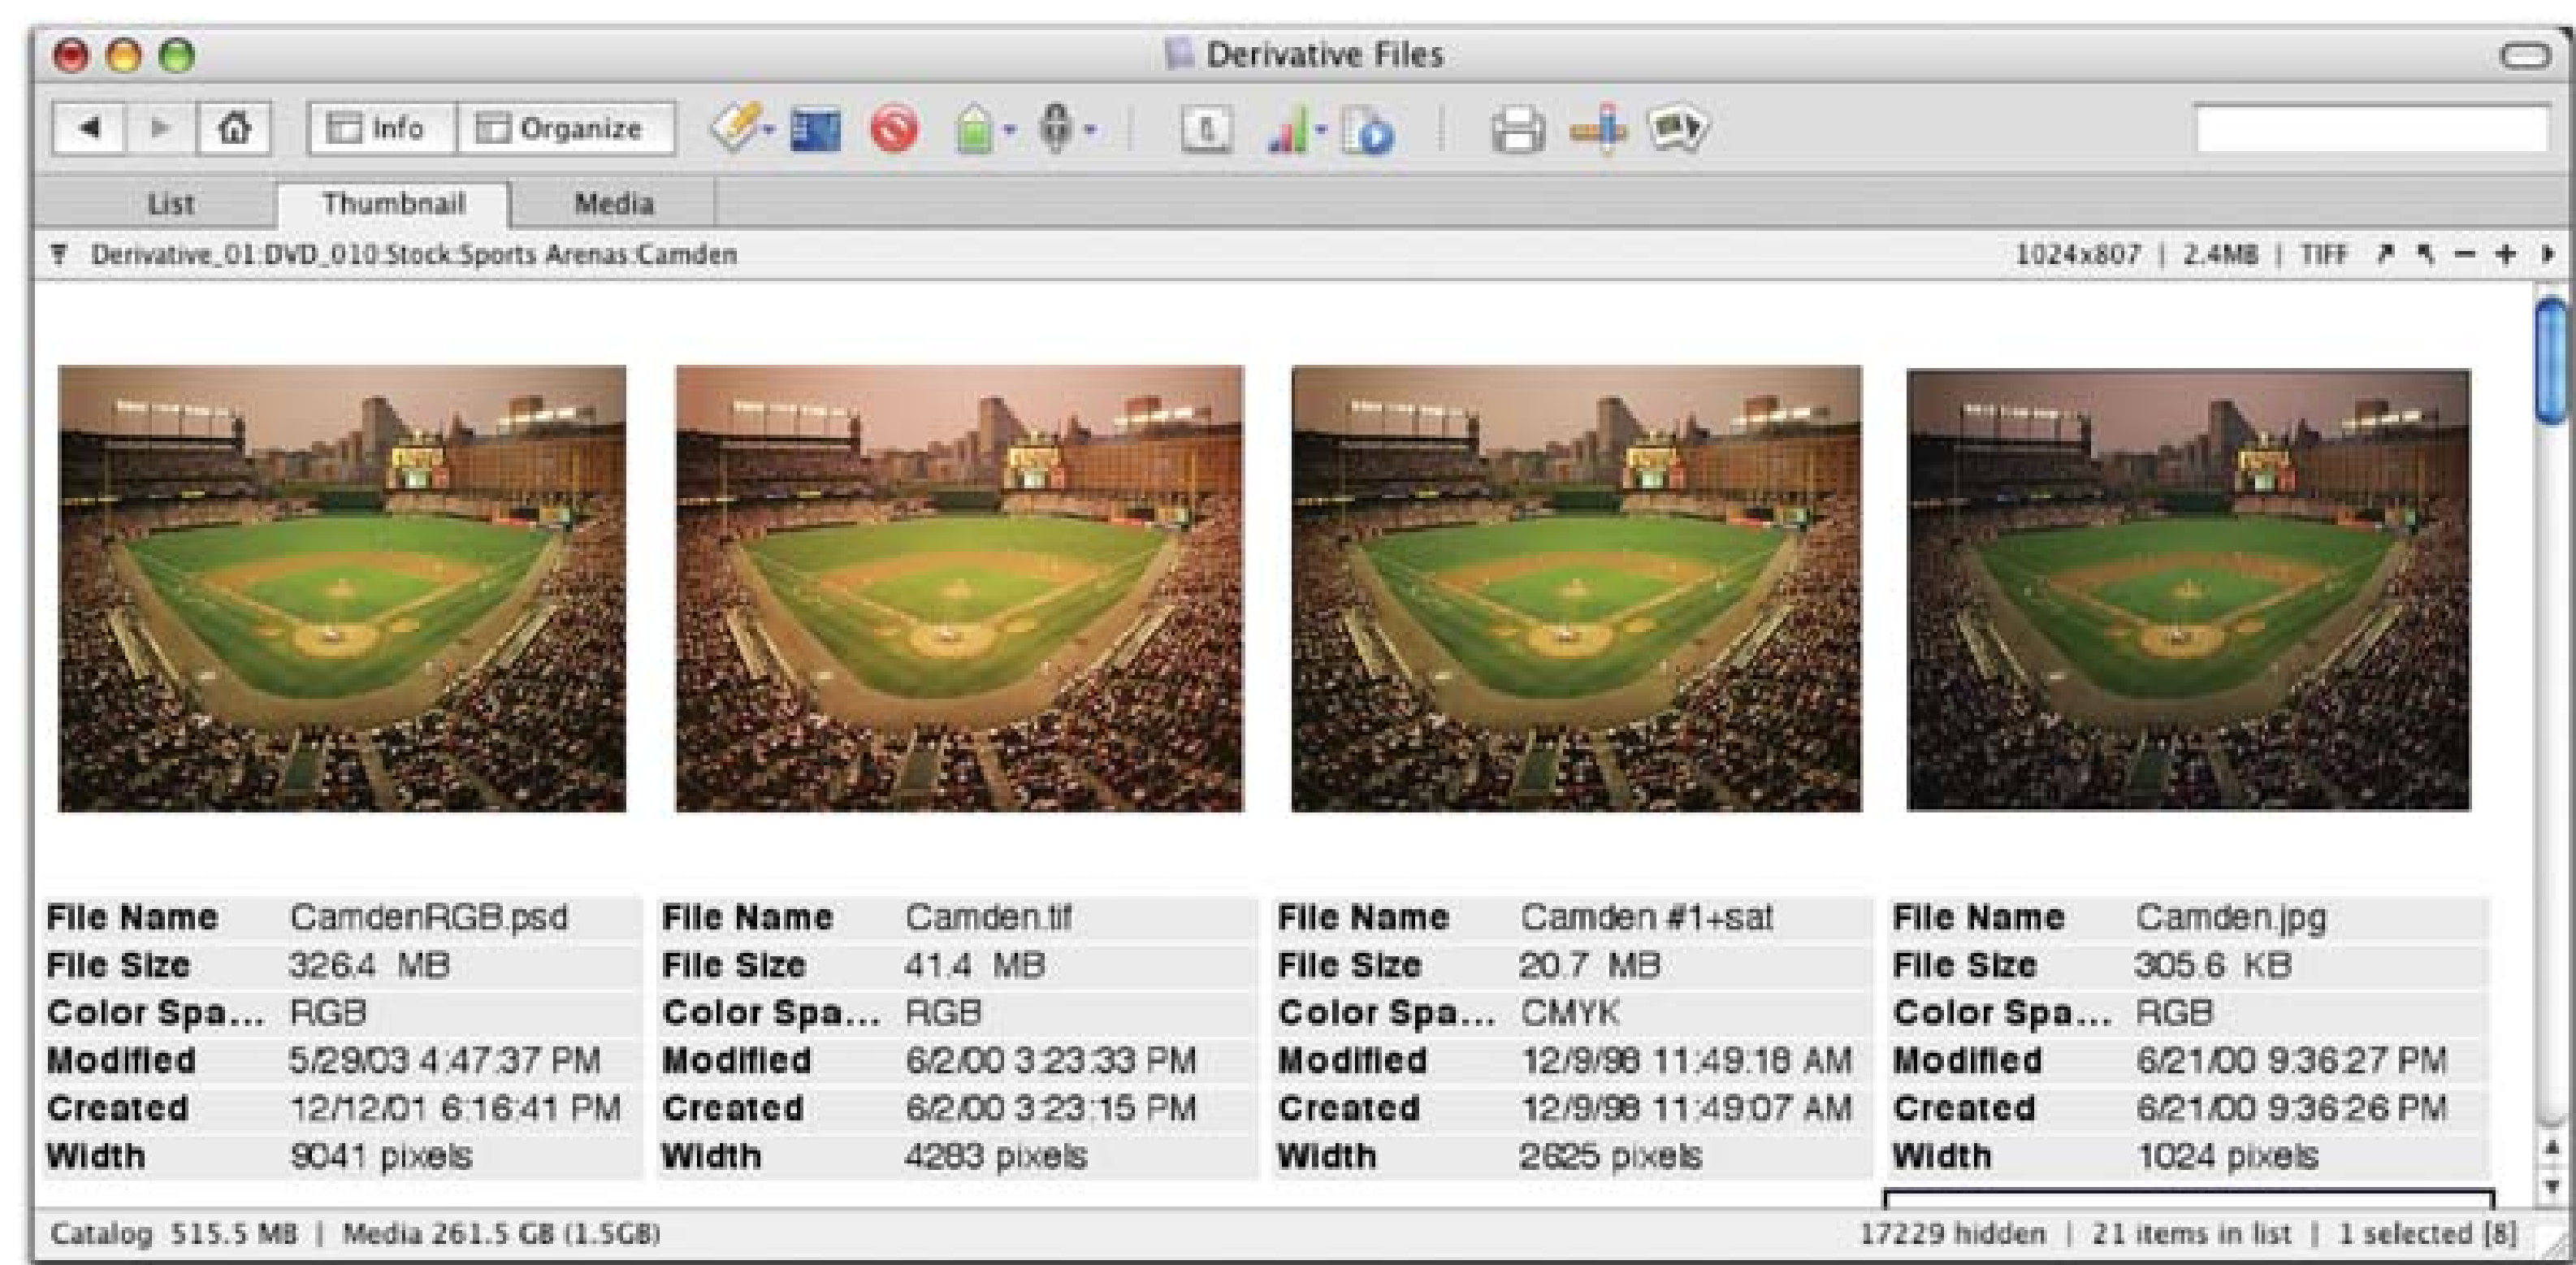 Derivative Files
Info Organize
List Thumbnail Media
Derivative_01:DVD_010:Stock:Sports Arenas:Camden 1024x807 | 2.4MB | TIFF
File Name CamdenRGB.psd File Name Camden.tif File Name Camden #1+sat File Name Camden.jpg
File Size 326.4 MB File Size 41.4 MB File Size 20.7 MB File Size 305.6 KB
Color Spa... RGB Color Spa... RGB Color Spa... CMYK Color Spa... RGB
Modified 5/29/03 4:47:37 PM Modified 6/2/00 3:23:33 PM Modified 12/9/98 11:49:18 AM Modified 6/21/00 9:36:27 PM
Created 12/12/01 6:16:41 PM Created 6/2/00 3:23:15 PM Created 12/9/98 11:49:07 AM Created 6/21/00 9:36:26 PM
Width 9041 pixels Width 4283 pixels Width 2625 pixels Width 1024 pixels
Catalog 515.5 MB | Media 261.5 GB (1.5GB) 17229 hidden | 21 items in list | 1 selected [8]